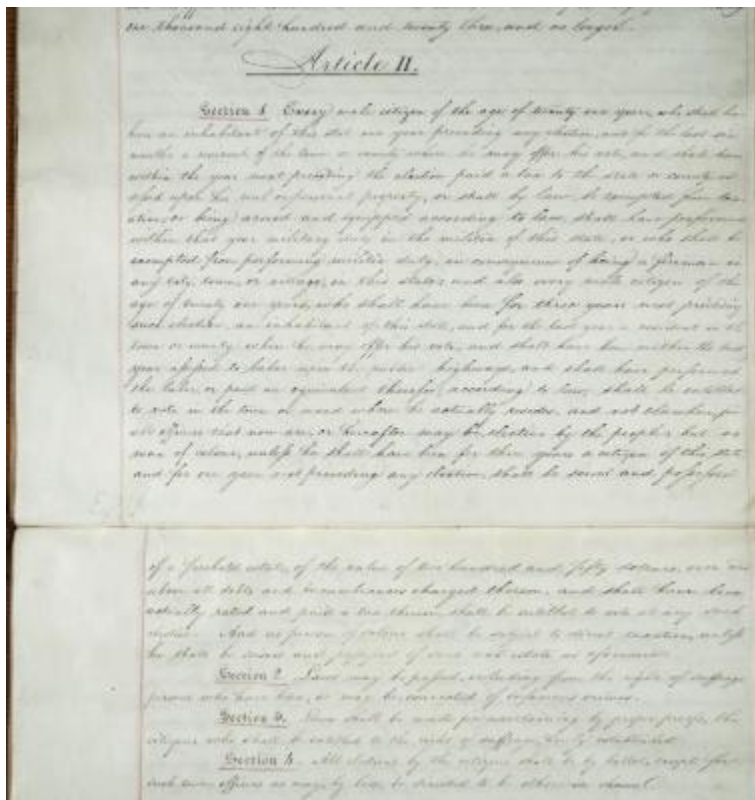 one thousand eight hundred and twenty three, and no longer.
Article II.
Section 1 Every male citizen of the age of twenty one years, who shall have
been an inhabitant of this state one year preceding any election, and for the last six
months a resident of the town or county where he may offer his vote, and shall have
within the year next preceding the election paid a tax to the state or county as
sessed upon his real or personal property, or shall by law, be exempted from tax
ation, or being armed and equipped according to law, shall have performed
within that year military duty in the militia of this state, or who shall be
exempted from performing militia duty, in consequence of being a fireman in
any city, town, or village, in this state; and also every male citizen of the
age of twenty one years, who shall have been for three years next preceding
such election, an inhabitant of this state, and for the last year a resident in the
town or county where he may offer his vote, and shall have been within the last
year assessed to labor upon the public highways, and shall have performed
the labor, or paid an equivalent therefor, according to law, shall be entitled
to vote in the town or ward where he actually resides, and not elsewhere, for
all officers that now are, or hereafter may be elective by the people: but no
man of colour, unless he shall have been for three years a citizen of this state
and for one year next preceding any election, shall be seized and possessed
of a freehold estate, of the value of two hundred and fifty dollars, over and
above all debts and incumbrances charged thereon, and shall have been
actually rated and paid a tax thereon, shall be entitled to vote at any such
election. And no person of colour shall be subject to direct taxation, unless
he shall be seized and possessed of such real estate as aforesaid.
Section 2. Laws may be passed, excluding from the right of suffrage
persons who have been, or may be, convicted of infamous crimes.
Section 3. Laws shall be made for ascertaining by proper proofs, the
citizens who shall be entitled to the right of suffrage, hereby established.
Section 4. All elections by the citizens shall be by ballot, except for
such town officers as may by law, be directed to be otherwise chosen.